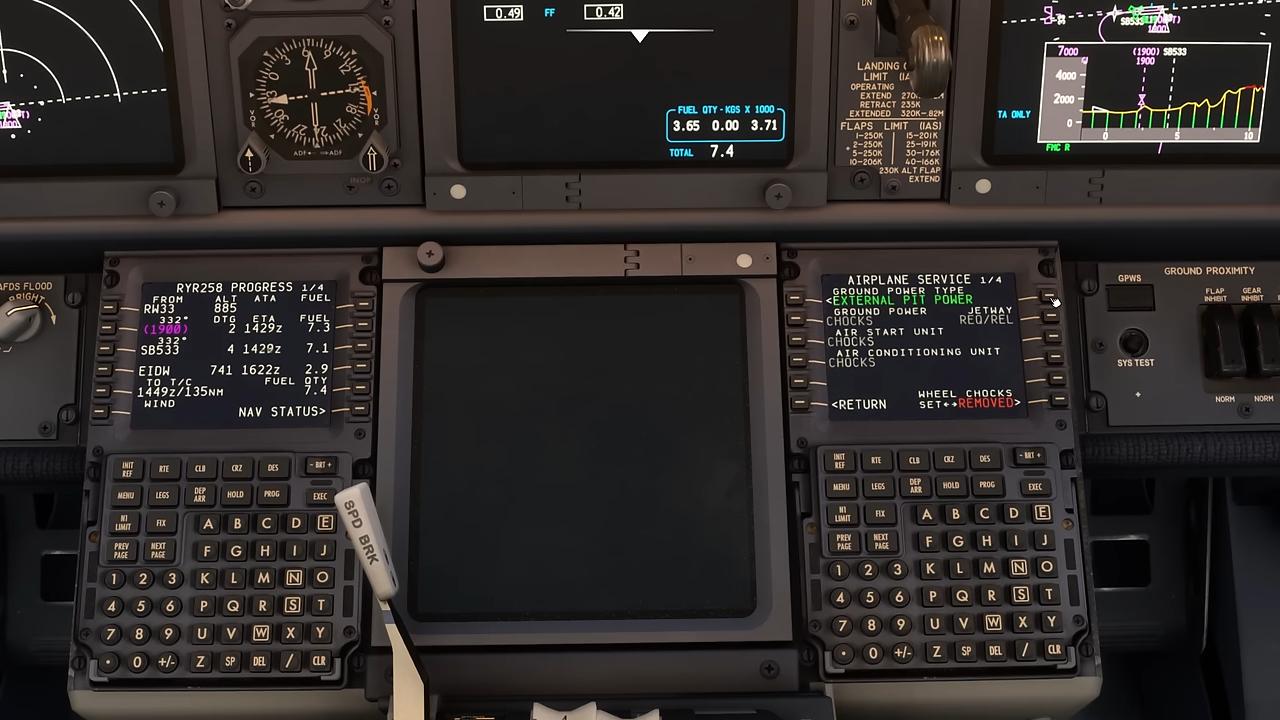 0.49 FF 0.42
DN
LANDING
LIMIT (IA
OPERATING
EXTEND 270K
RETRACT 235K
EXTENDED 320K-.82M
FLAPS LIMIT (IAS)
1-250K 15-201K
2-250K 25-191K
5-250K 30-176K
10-206K 40-166K
230K ALT FLAP
EXTEND
FUEL QTY-KGS X 1000
3.65 0.00 3.71
TOTAL 7.4
VOR
VOR
ADF ADF
INOP
7000 (1900) SB533
1900
4000
2000
0
0 5 10
TA ONLY
FMC R
AFDS FLOOD
BRIGHT
RYR258 PROGRESS 1/4
FROM ALT ATA FUEL
RW33 885
332° DTG ETA FUEL
(1900) 2 1429z 7.3
332°
SB533 4 1429z 7.1
EIDW 741 1622z 2.9
TO T/C FUEL QTY
1449z/135NM 7.4
WIND
NAV STATUS>
AIRPLANE SERVICE 1/4
GROUND POWER TYPE
<EXTERNAL PIT POWER
GROUND POWER JETWAY
CHOCKS REQ/REL
AIR START UNIT
CHOCKS
AIR CONDITIONING UNIT
CHOCKS
WHEEL CHOCKS
<RETURN SET↔REMOVED>
GPWS
GROUND PROXIMITY
FLAP INHIBIT
GEAR INHIBIT
SYS TEST
NORM NORM
INIT REF RTE CLB CRZ DES - BRT +
MENU LEGS DEP ARR HOLD PROG EXEC
N1 LIMIT FIX A B C D E
PREV PAGE NEXT PAGE F G H I J
1 2 3 K L M N O
4 5 6 P Q R S T
7 8 9 U V W X Y
. 0 +/- Z SP DEL / CLR
SPD BRK
INIT REF RTE CLB CRZ DES - BRT +
MENU LEGS DEP ARR HOLD PROG EXEC
N1 LIMIT FIX A B C D E
PREV PAGE NEXT PAGE F G H I J
1 2 3 K L M N O
4 5 6 P Q R S T
7 8 9 U V W X Y
. 0 +/- Z SP DEL / CLR